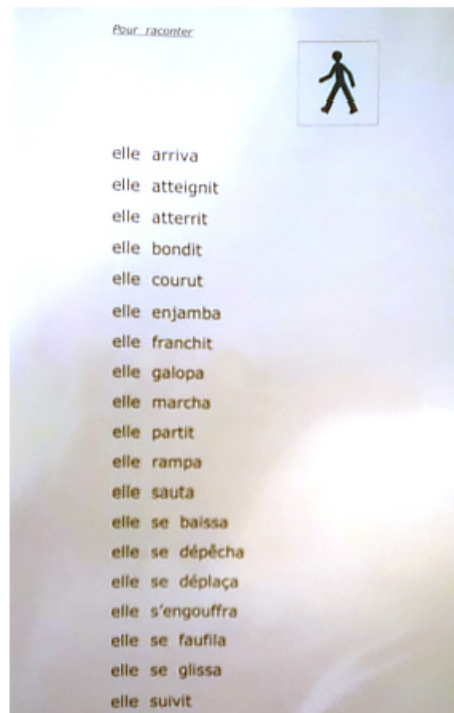 Pour raconter
elle arriva
elle atteignit
elle atterrit
elle bondit
elle courut
elle enjamba
elle franchit
elle galopa
elle marcha
elle partit
elle rampa
elle sauta
elle se baissa
elle se dépêcha
elle se déplaça
elle s'engouffra
elle se faufila
elle se glissa
elle suivit